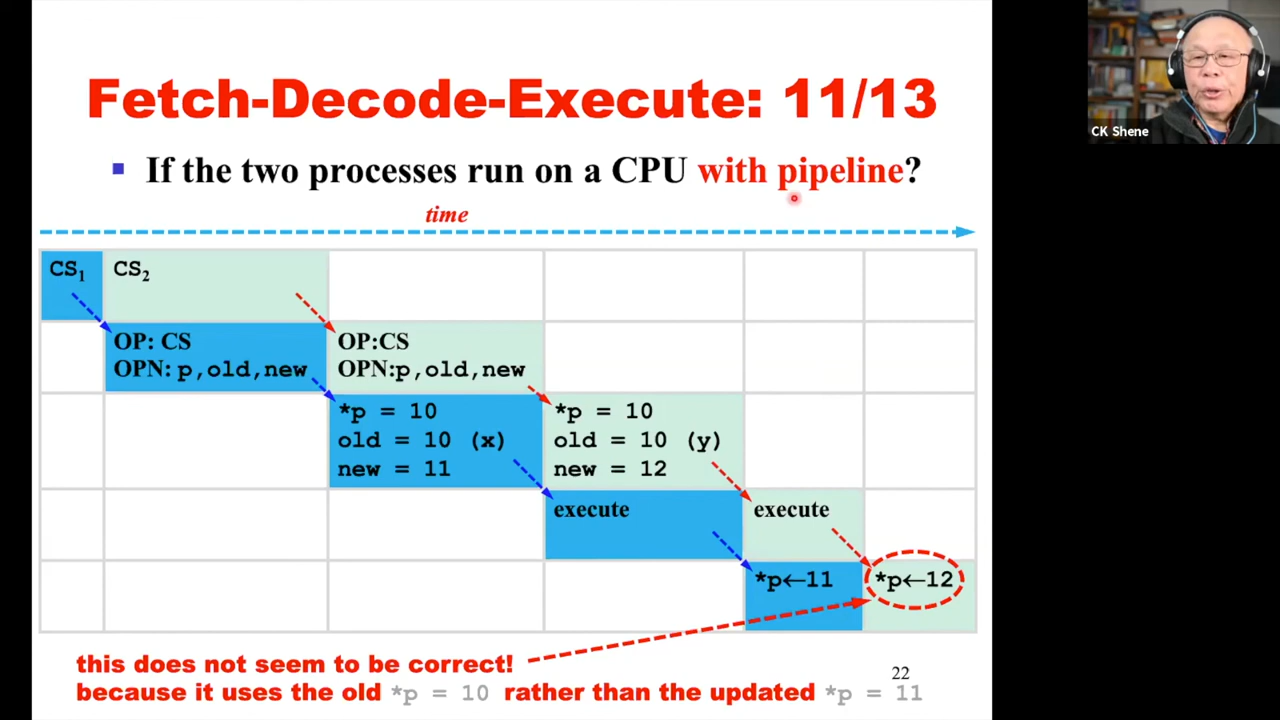 Fetch-Decode-Execute: 11/13
CK Shene
If the two processes run on a CPU with pipeline?
time
CS₁
CS₂
OP: CS
OPN: p,old,new
OP:CS
OPN:p,old,new
*p = 10
old = 10 (x)
new = 11
*p = 10
old = 10 (y)
new = 12
execute
execute
*p←11
*p←12
this does not seem to be correct!
because it uses the old *p = 10 rather than the updated *p = 11
22